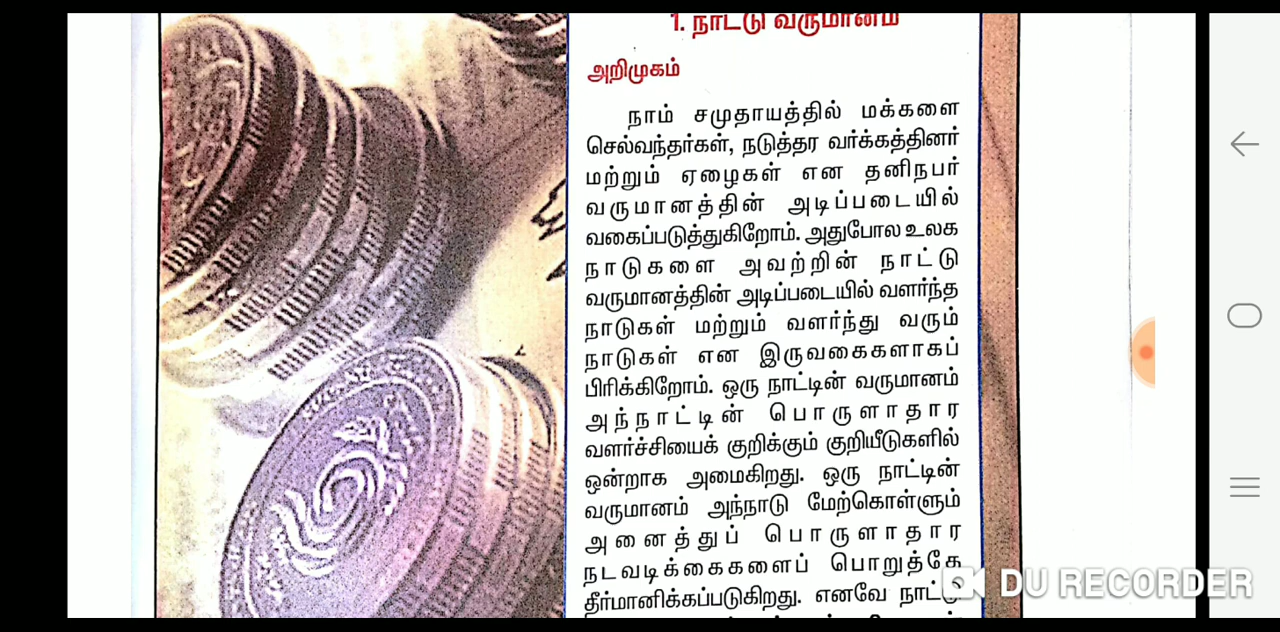 1. நாட்டு வருமானம்
அறிமுகம்
நாம் சமுதாயத்தில் மக்களை
செல்வந்தர்கள், நடுத்தர வர்க்கத்தினர்
மற்றும் ஏழைகள் என தனிநபர்
வருமானத்தின் அடிப்படையில்
வகைப்படுத்துகிறோம். அதுபோல உலக
நாடுகளை அவற்றின் நாட்டு
வருமானத்தின் அடிப்படையில் வளர்ந்த
நாடுகள் மற்றும் வளர்ந்து வரும்
நாடுகள் என இருவகைகளாகப்
பிரிக்கிறோம். ஒரு நாட்டின் வருமானம்
அந்நாட்டின் பொருளாதார
வளர்ச்சியைக் குறிக்கும் குறியீடுகளில்
ஒன்றாக அமைகிறது. ஒரு நாட்டின்
வருமானம் அந்நாடு மேற்கொள்ளும்
அனைத்துப் பொருளாதார
நடவடிக்கைகளைப் பொறுத்தே
தீர்மானிக்கப்படுகிறது. எனவே நாட்டு
DU RECORDER